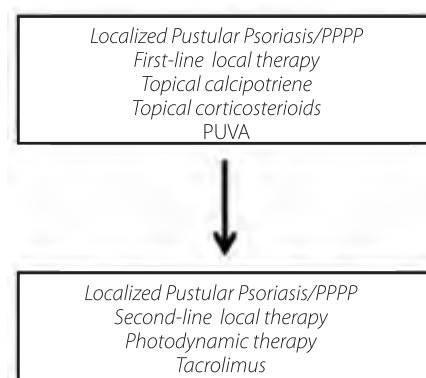 Localized Pustular Psoriasis/PPPP
First-line local therapy
Topical calcipotriene
Topical corticosterioids
PUVA
Localized Pustular Psoriasis/PPPP
Second-line local therapy
Photodynamic therapy
Tacrolimus